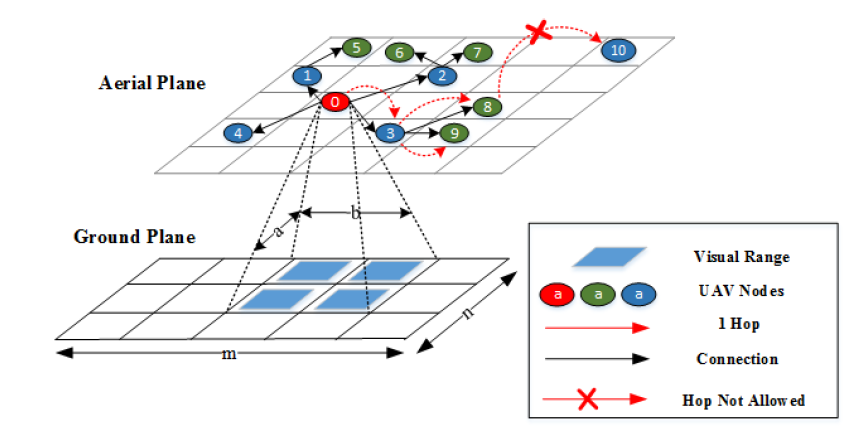 5
6
7
10
1
2
Aerial Plane
0
8
4
3
9
b
a
Ground Plane
Visual Range
a a a UAV Nodes
1 Hop
n
m
Connection
Hop Not Allowed